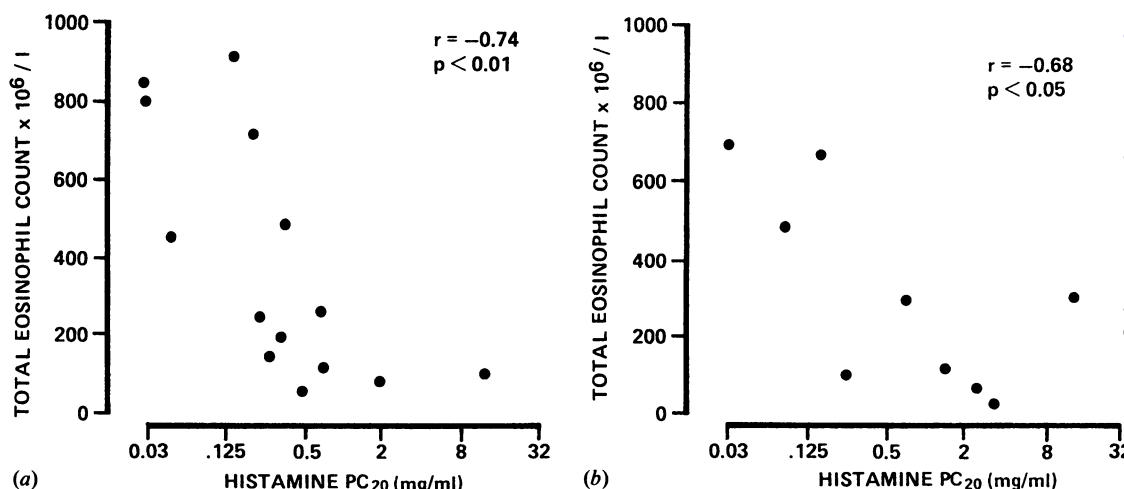 1000
800
600
400
200
0
TOTAL EOSINOPHIL COUNT x 10⁶ / l
r = −0.74
p < 0.01
0.03 .125 0.5 2 8 32
(a) HISTAMINE PC₂₀ (mg/ml)
1000
800
600
400
200
0
TOTAL EOSINOPHIL COUNT x 10⁶ / l
r = −0.68
p < 0.05
0.03 0.125 0.5 2 8 32
(b) HISTAMINE PC₂₀ (mg/ml)